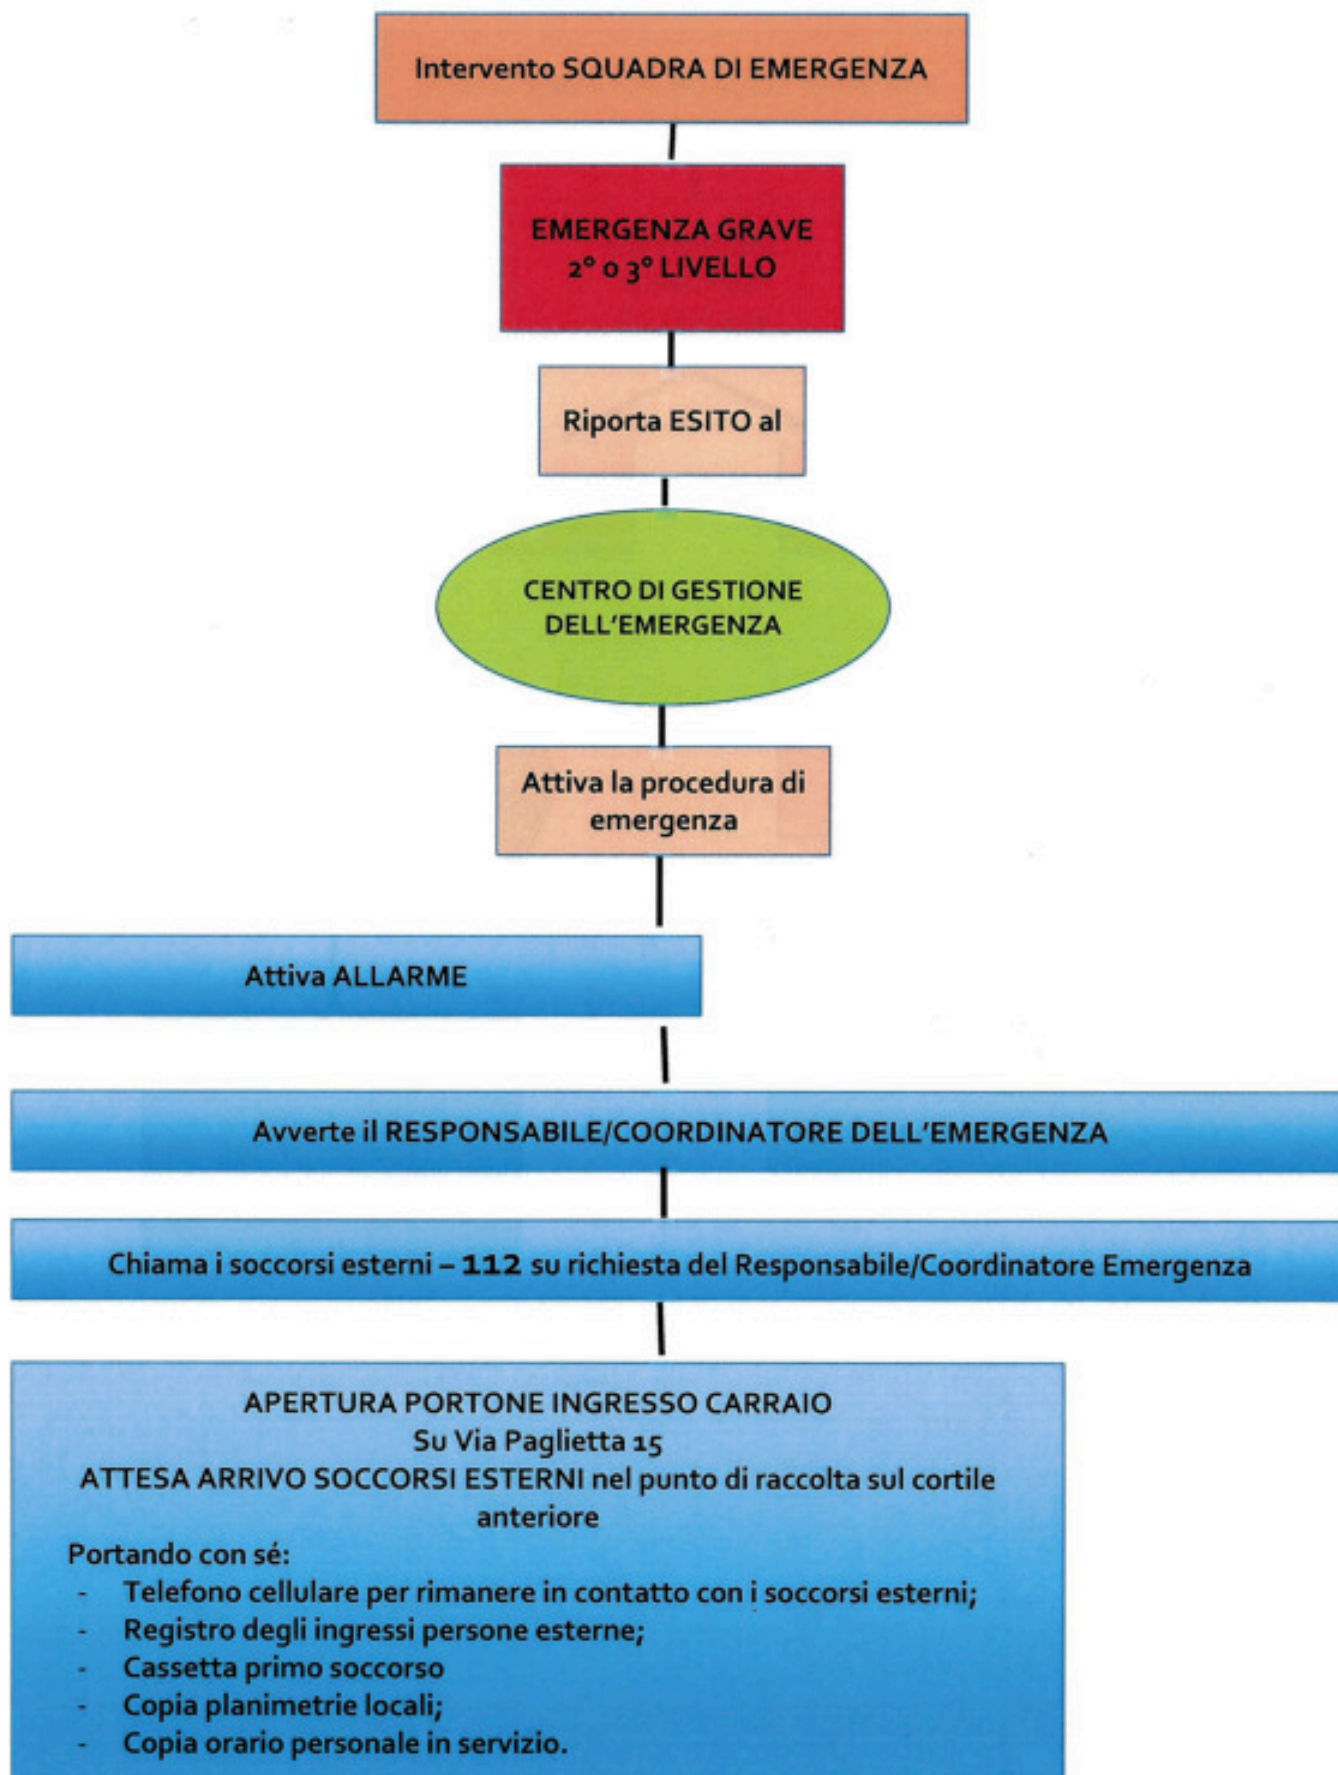 Intervento SQUADRA DI EMERGENZA
EMERGENZA GRAVE
2° o 3° LIVELLO
Riporta ESITO al
CENTRO DI GESTIONE
DELL'EMERGENZA
Attiva la procedura di
emergenza
Attiva ALLARME
Avverte il RESPONSABILE/COORDINATORE DELL'EMERGENZA
Chiama i soccorsi esterni – 112 su richiesta del Responsabile/Coordinatore Emergenza
APERTURA PORTONE INGRESSO CARRAIO
Su Via Paglietta 15
ATTESA ARRIVO SOCCORSI ESTERNI nel punto di raccolta sul cortile
anteriore
Portando con sé:
- Telefono cellulare per rimanere in contatto con i soccorsi esterni;
- Registro degli ingressi persone esterne;
- Cassetta primo soccorso
- Copia planimetrie locali;
- Copia orario personale in servizio.